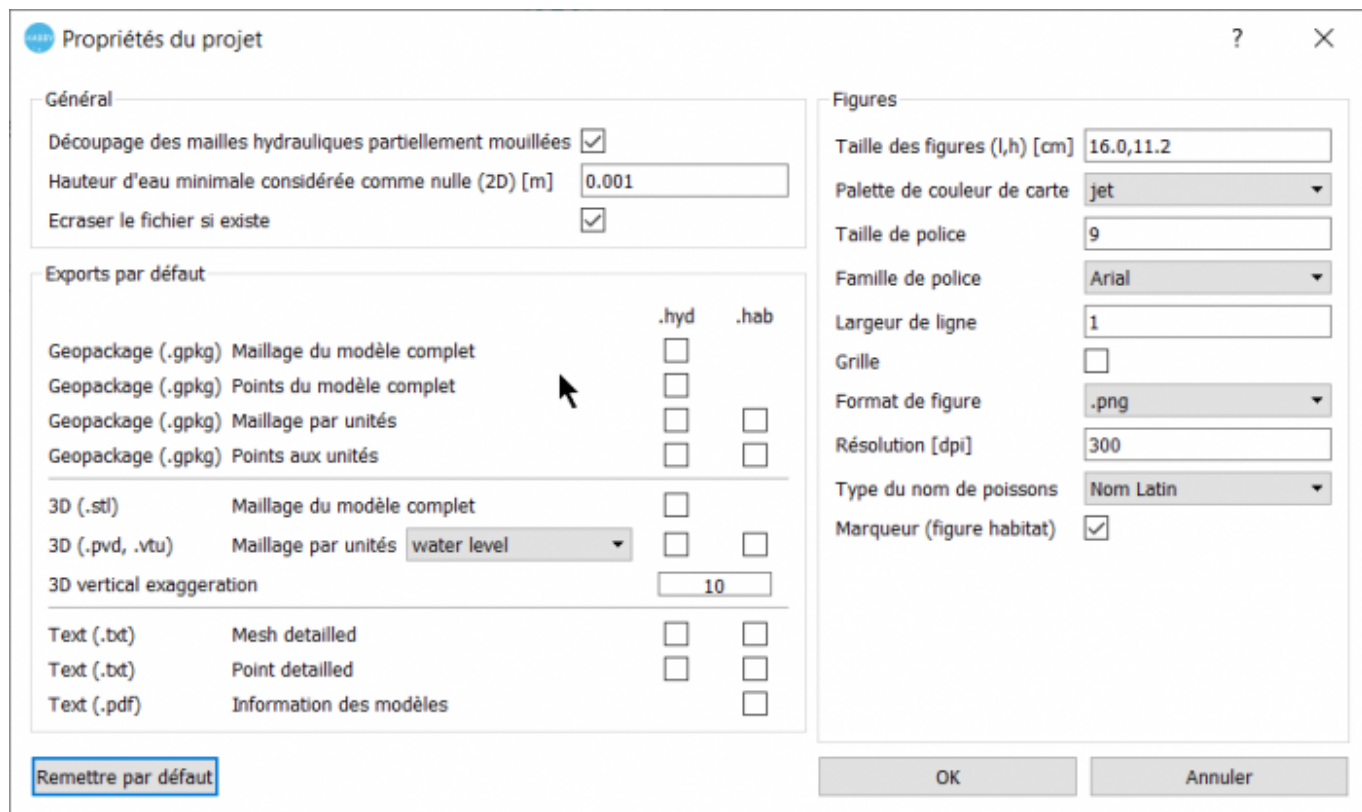 HABBY
Propriétés du projet
?
Général
Découpage des mailles hydrauliques partiellement mouillées
Hauteur d'eau minimale considérée comme nulle (2D) [m] 0.001
Ecraser le fichier si existe
Exports par défaut
.hyd .hab
Geopackage (.gpkg) Maillage du modèle complet
Geopackage (.gpkg) Points du modèle complet
Geopackage (.gpkg) Maillage par unités
Geopackage (.gpkg) Points aux unités
3D (.stl) Maillage du modèle complet
3D (.pvd, .vtu) Maillage par unités water level
3D vertical exaggeration 10
Text (.txt) Mesh detailled
Text (.txt) Point detailled
Text (.pdf) Information des modèles
Remettre par défaut
Figures
Taille des figures (l,h) [cm] 16.0,11.2
Palette de couleur de carte jet
Taille de police 9
Famille de police Arial
Largeur de ligne 1
Grille
Format de figure .png
Résolution [dpi] 300
Type du nom de poissons Nom Latin
Marqueur (figure habitat)
OK Annuler